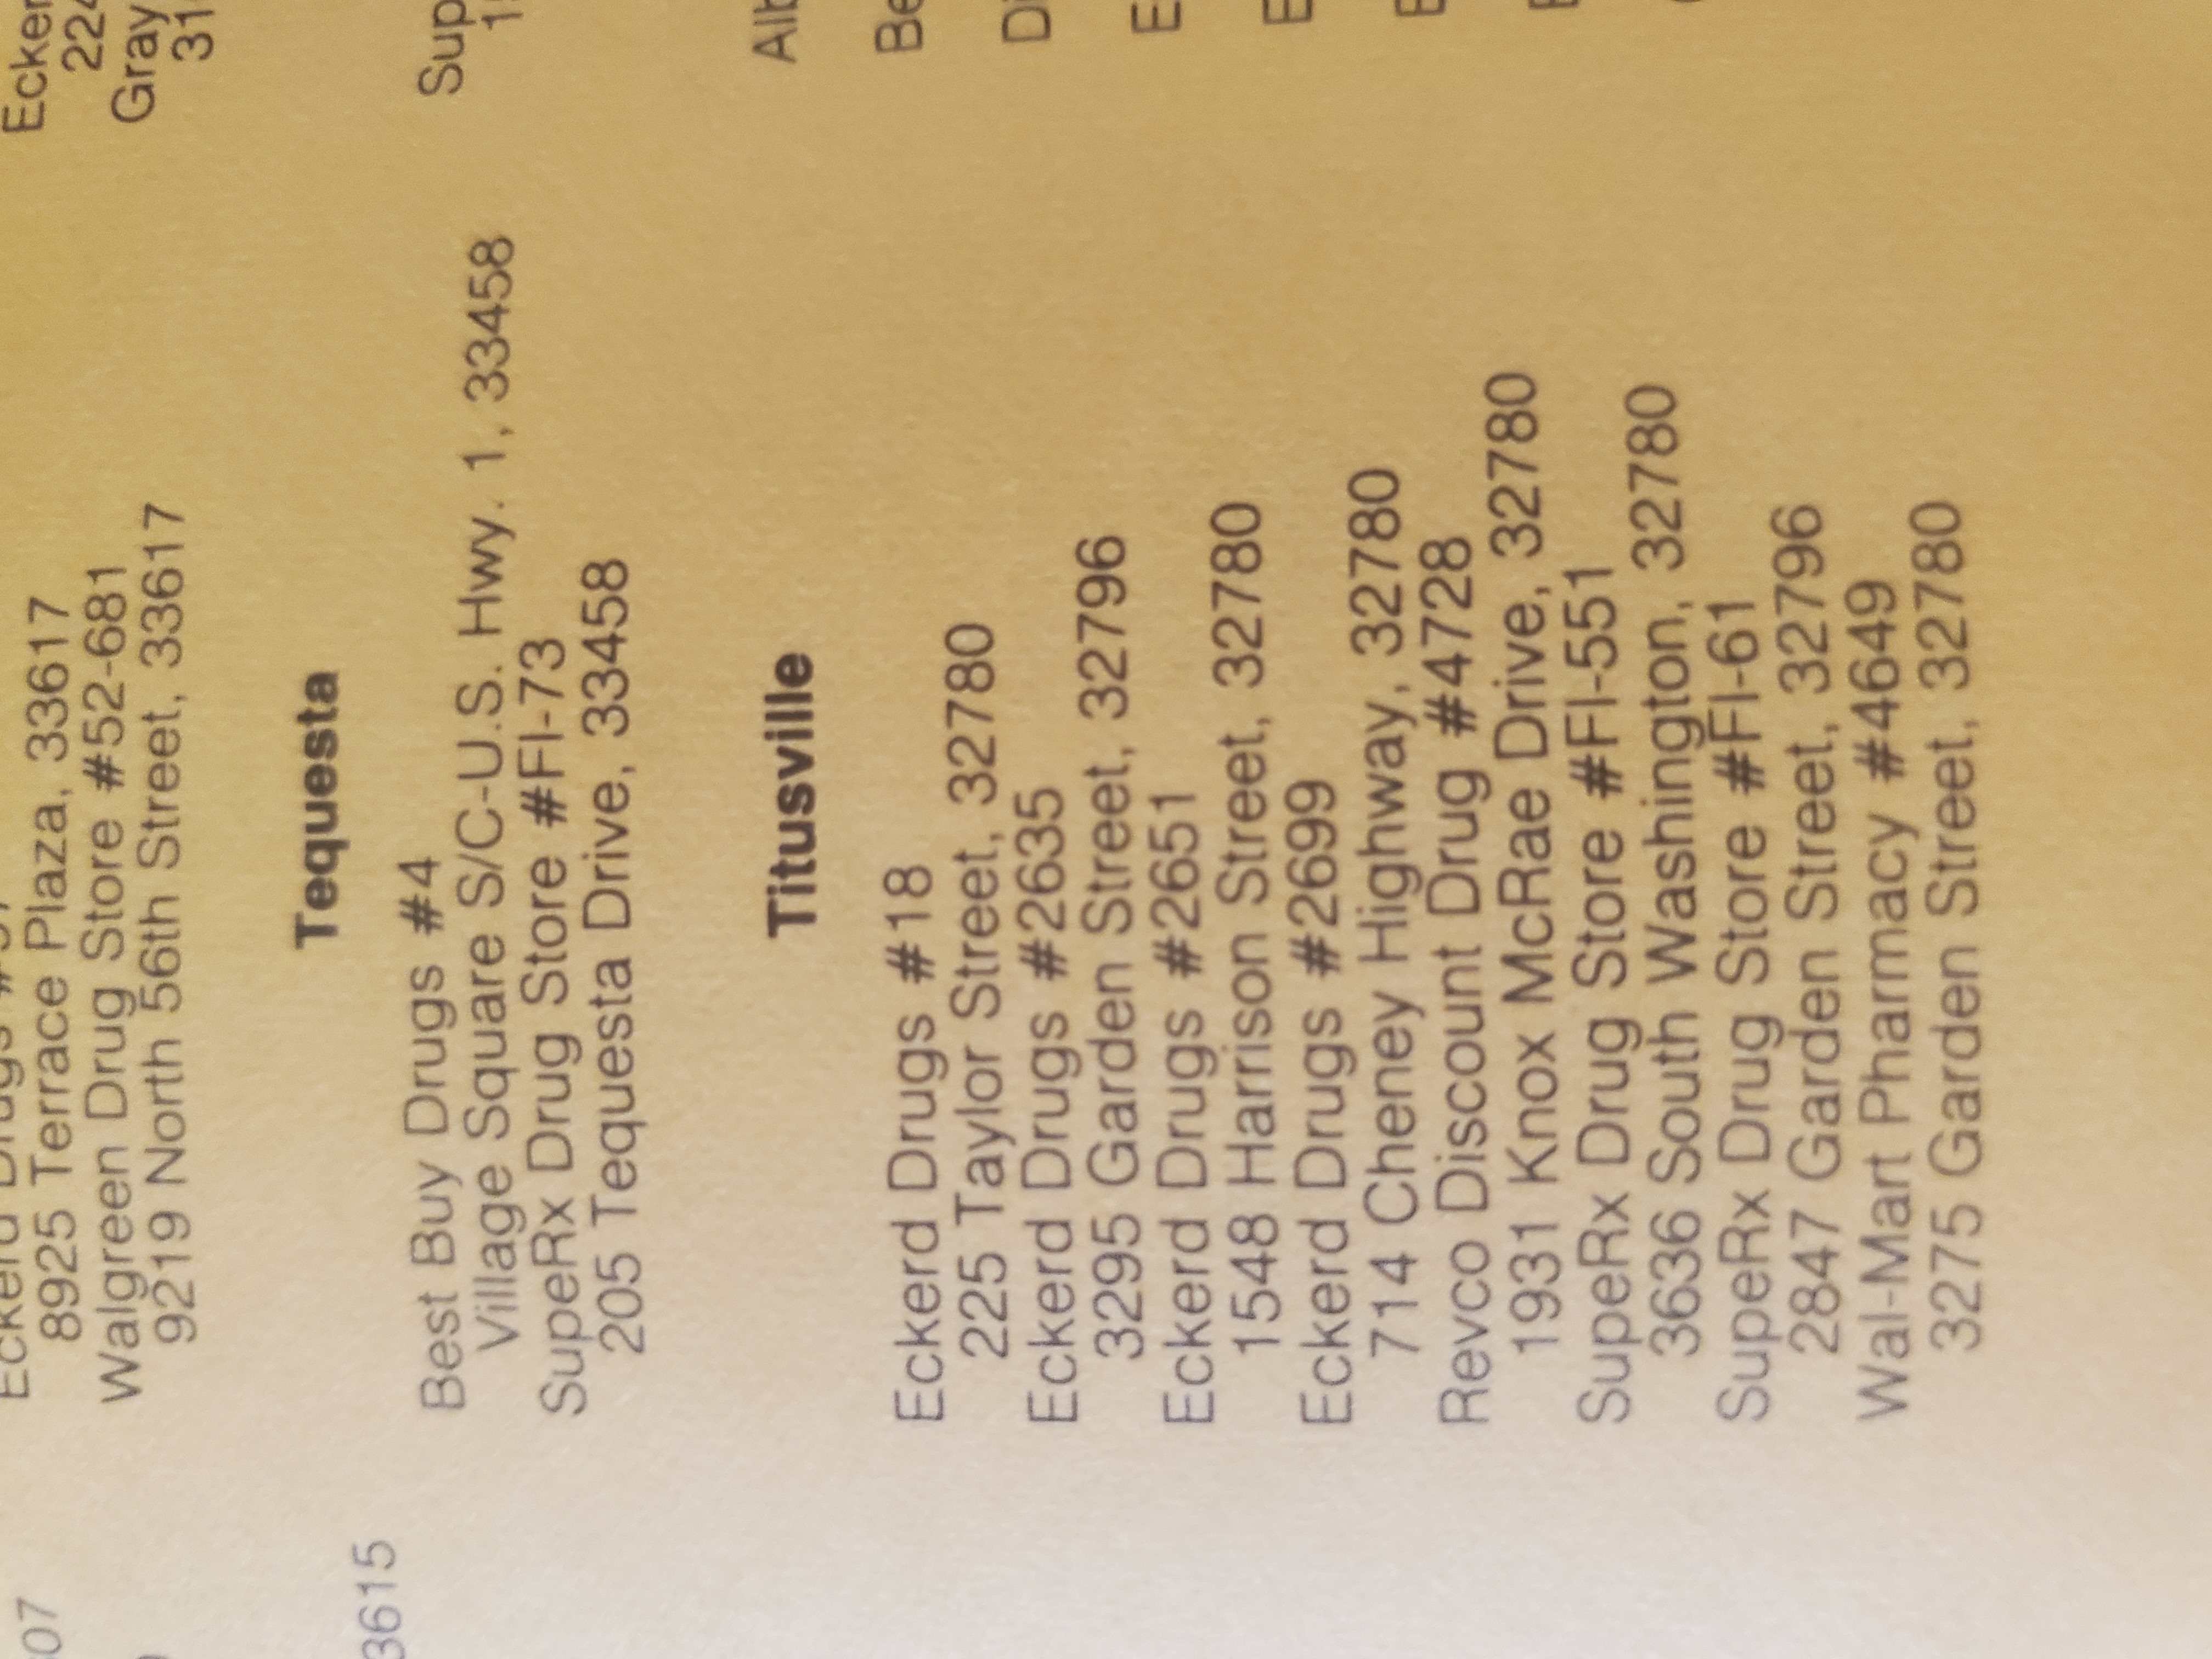 8925 Terrace Plaza, 33617
Walgreen Drug Store #52-681
9219 North 56th Street, 33617
Tequesta
Best Buy Drugs #4
Village Square S/C-U.S. Hwy. 1, 33458
SupeRx Drug Store #Fl-73
205 Tequesta Drive, 33458
Titusville
Eckerd Drugs #18
225 Taylor Street, 32780
Eckerd Drugs #2635
3295 Garden Street, 32796
Eckerd Drugs #2651
1548 Harrison Street, 32780
Eckerd Drugs #2699
714 Cheney Highway, 32780
Revco Discount Drug #4728
1931 Knox McRae Drive, 32780
SupeRx Drug Store #Fl-551
3636 South Washington, 32780
SupeRx Drug Store #Fl-61
2847 Garden Street, 32796
Wal-Mart Pharmacy #4649
3275 Garden Street, 32780